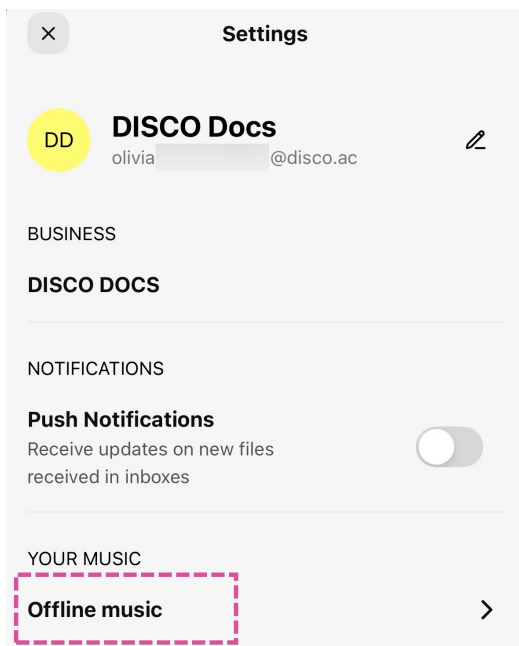 Settings
DD
DISCO Docs
olivia @disco.ac
BUSINESS
DISCO DOCS
NOTIFICATIONS
Push Notifications
Receive updates on new files
received in inboxes
YOUR MUSIC
Offline music